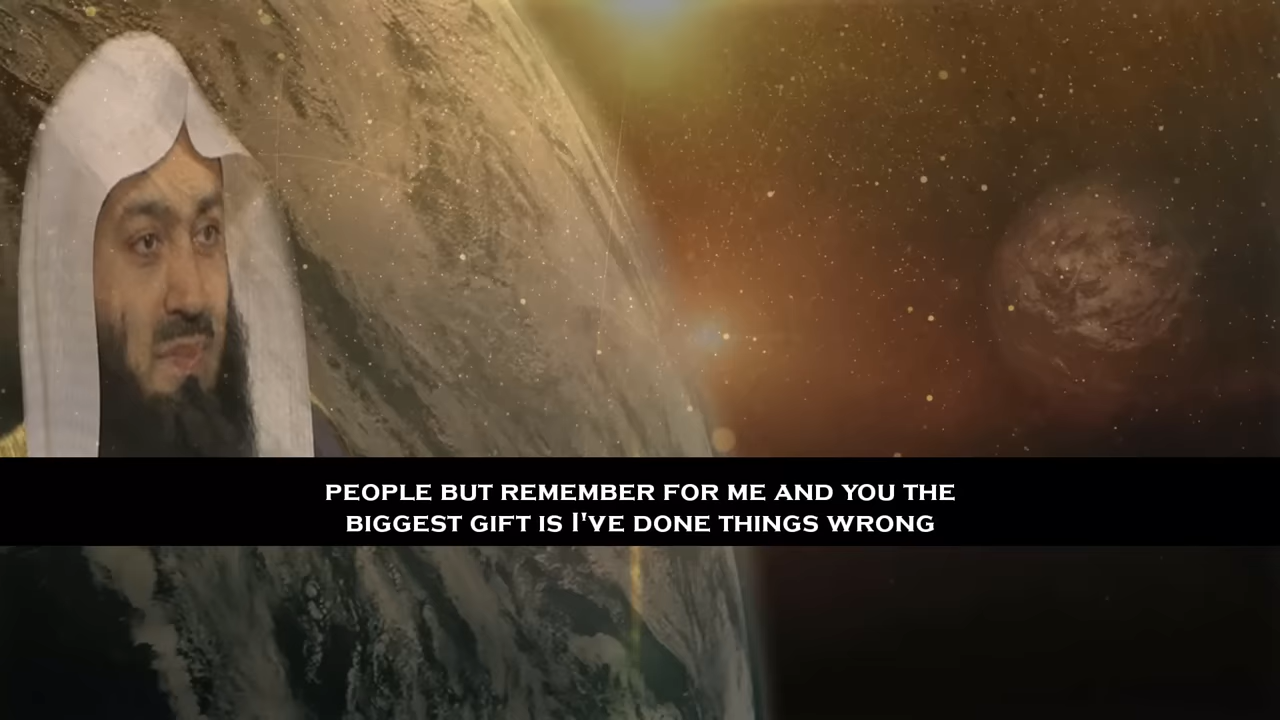 PEOPLE BUT REMEMBER FOR ME AND YOU THE
BIGGEST GIFT IS I'VE DONE THINGS WRONG